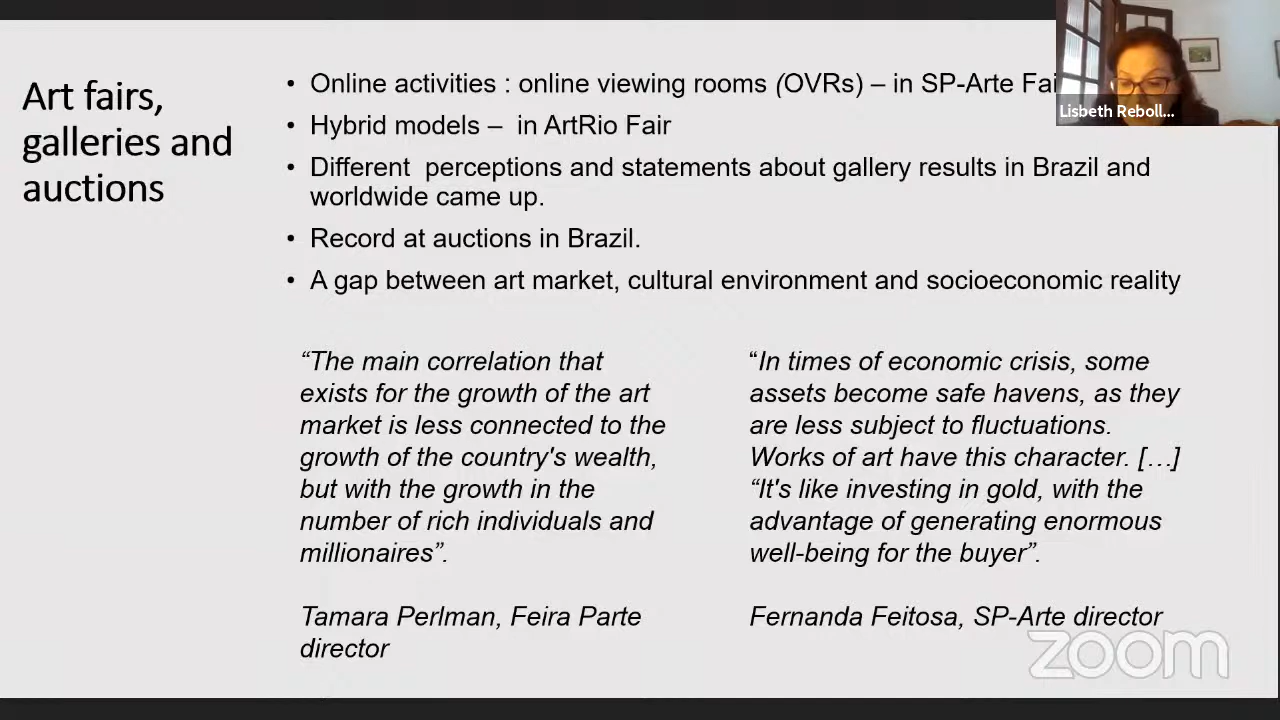 Art fairs,
galleries and
auctions
• Online activities : online viewing rooms (OVRs) – in SP-Arte Fai
• Hybrid models – in ArtRio Fair
• Different perceptions and statements about gallery results in Brazil and
worldwide came up.
• Record at auctions in Brazil.
• A gap between art market, cultural environment and socioeconomic reality
“The main correlation that
exists for the growth of the art
market is less connected to the
growth of the country's wealth,
but with the growth in the
number of rich individuals and
millionaires”.
Tamara Perlman, Feira Parte
director
“In times of economic crisis, some
assets become safe havens, as they
are less subject to fluctuations.
Works of art have this character. […]
“It's like investing in gold, with the
advantage of generating enormous
well-being for the buyer”.
Fernanda Feitosa, SP-Arte director
Lisbeth Reboll...
zoom